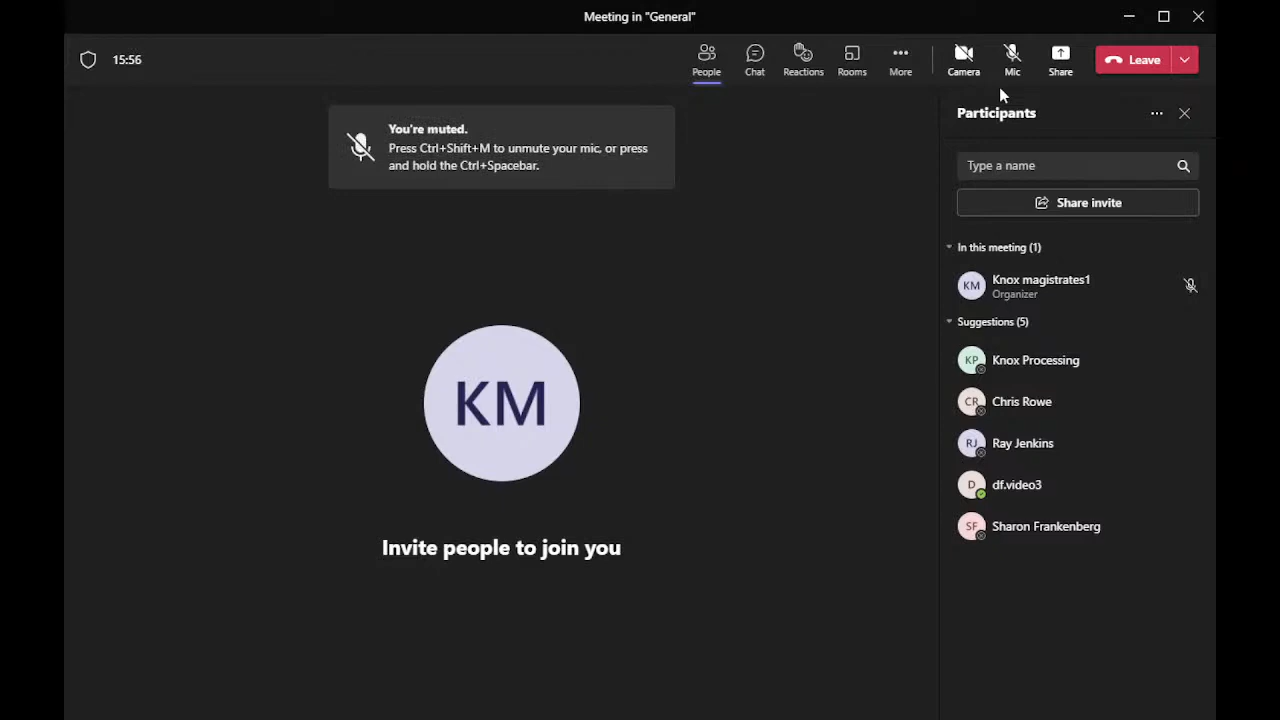 Meeting in "General"
15:56
People
Chat
Reactions
Rooms
More
Camera
Mic
Share
Leave
You're muted.
Press Ctrl+Shift+M to unmute your mic, or press
and hold the Ctrl+Spacebar.
KM
Invite people to join you
Participants
Type a name
Share invite
In this meeting (1)
KM
Knox magistrates1
Organizer
Suggestions (5)
KP Knox Processing
CR Chris Rowe
RJ Ray Jenkins
D df.video3
SF Sharon Frankenberg